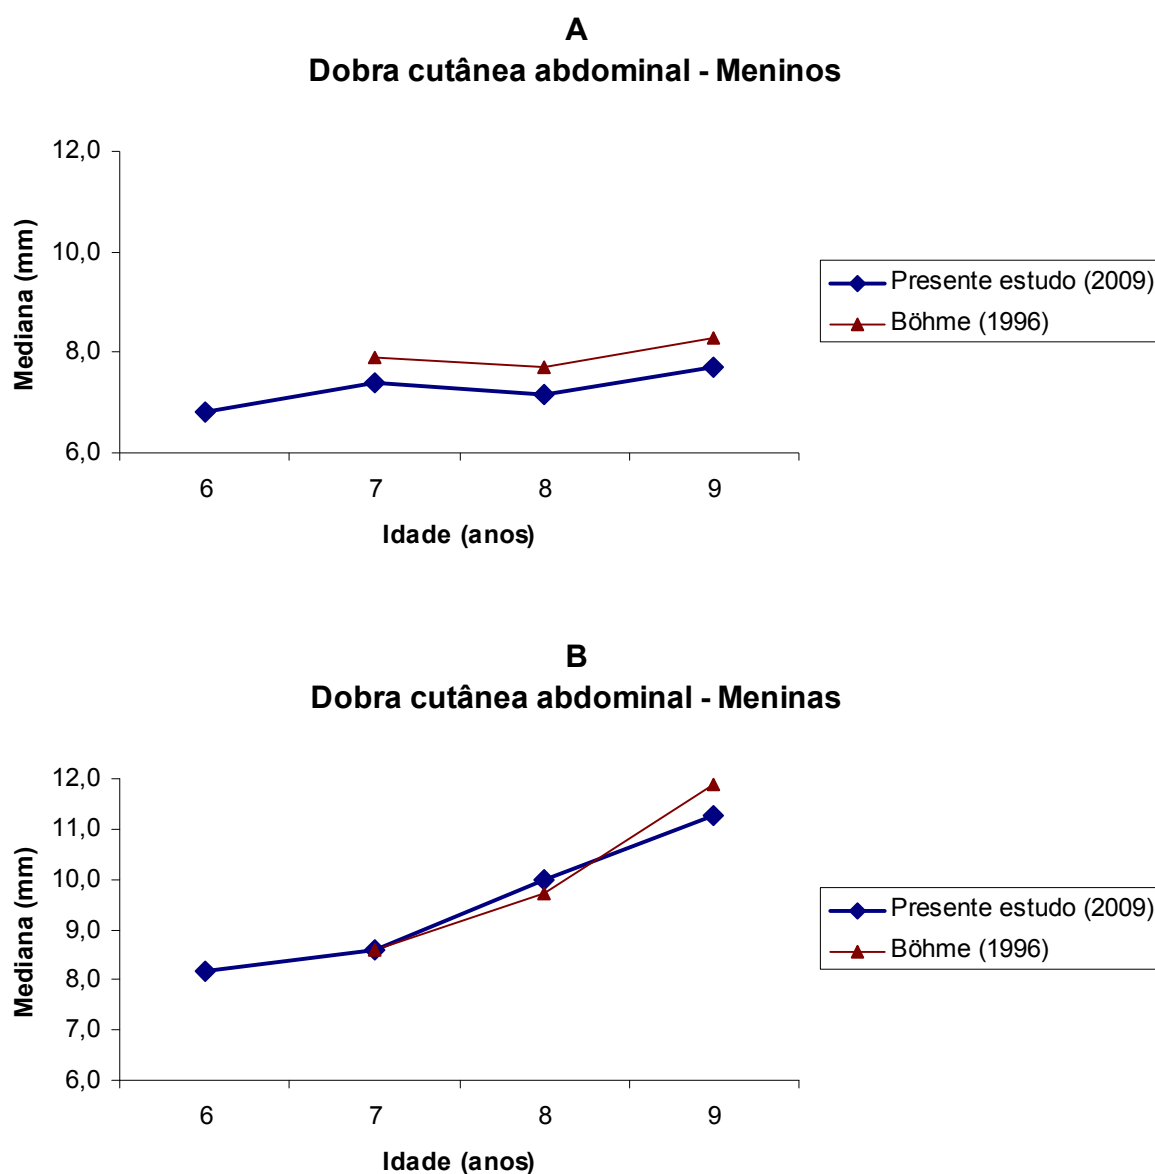 A
Dobra cutânea abdominal - Meninos
12,0
10,0
8,0
6,0
Mediana (mm)
6 7 8 9
Idade (anos)
Presente estudo (2009)
Böhme (1996)
B
Dobra cutânea abdominal - Meninas
12,0
11,0
10,0
9,0
8,0
7,0
6,0
Mediana (mm)
6 7 8 9
Idade (anos)
Presente estudo (2009)
Böhme (1996)